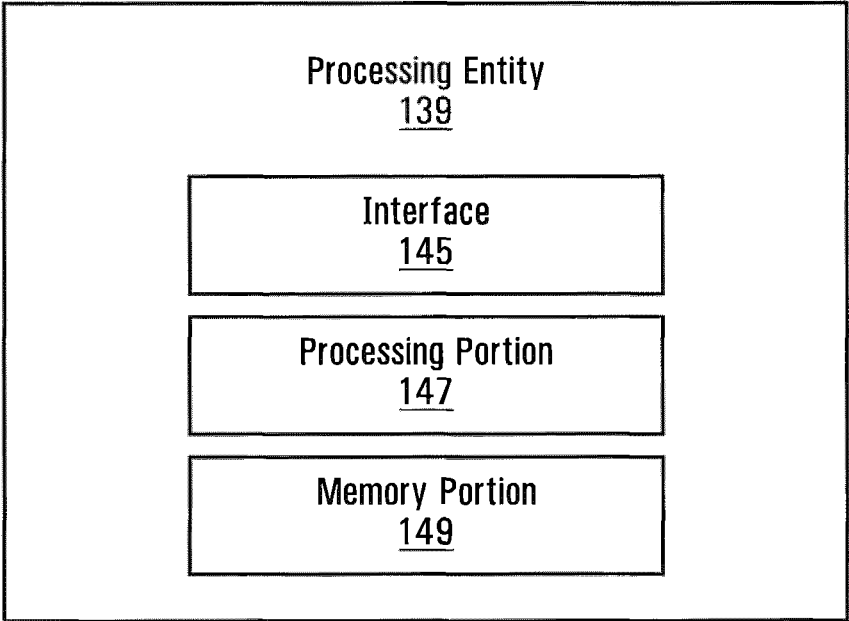 Processing Entity
139
Interface
145
Processing Portion
147
Memory Portion
149